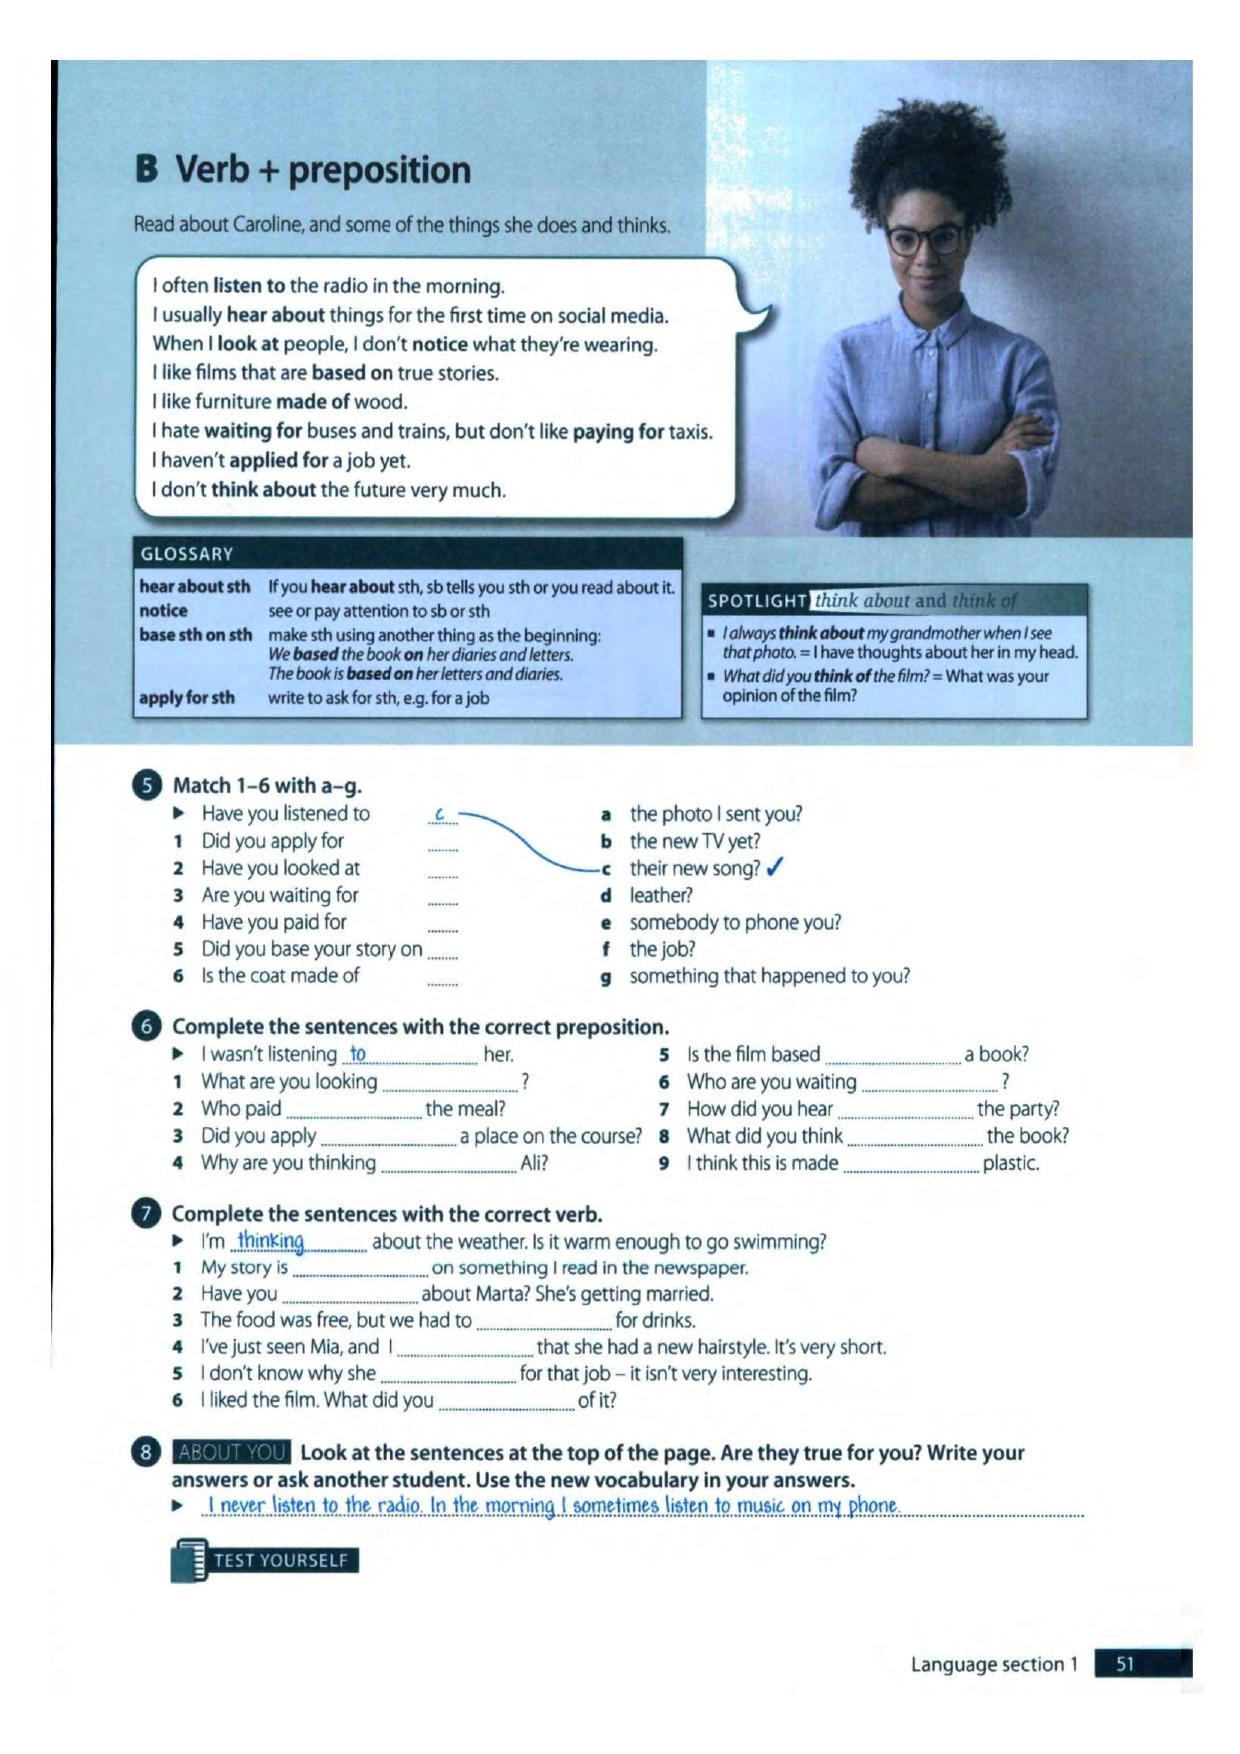 B Verb + preposition
Read about Caroline, and some of the things she does and thinks.
I often listen to the radio in the morning.
I usually hear about things for the first time on social media.
When I look at people, I don't notice what they're wearing.
I like films that are based on true stories.
I like furniture made of wood.
I hate waiting for buses and trains, but don't like paying for taxis.
I haven't applied for a job yet.
I don't think about the future very much.
GLOSSARY
hear about sth If you hear about sth, sb tells you sth or you read about it.
notice see or pay attention to sb or sth
base sth on sth make sth using another thing as the beginning:
We based the book on her diaries and letters.
The book is based on her letters and diaries.
apply for sth write to ask for sth, e.g. for a job
SPOTLIGHT think about and think of
▪ I always think about my grandmother when I see
that photo. = I have thoughts about her in my head.
▪ What did you think of the film? = What was your
opinion of the film?
5 Match 1–6 with a–g.
▶ Have you listened to c
1 Did you apply for ........
2 Have you looked at ........
3 Are you waiting for ........
4 Have you paid for ........
5 Did you base your story on ........
6 Is the coat made of ........
a the photo I sent you?
b the new TV yet?
c their new song? ✓
d leather?
e somebody to phone you?
f the job?
g something that happened to you?
6 Complete the sentences with the correct preposition.
▶ I wasn't listening to her.
1 What are you looking ........ ?
2 Who paid ........ the meal?
3 Did you apply ........ a place on the course?
4 Why are you thinking ........ Ali?
5 Is the film based ........ a book?
6 Who are you waiting ........ ?
7 How did you hear ........ the party?
8 What did you think ........ the book?
9 I think this is made ........ plastic.
7 Complete the sentences with the correct verb.
▶ I'm thinking about the weather. Is it warm enough to go swimming?
1 My story is ........ on something I read in the newspaper.
2 Have you ........ about Marta? She's getting married.
3 The food was free, but we had to ........ for drinks.
4 I've just seen Mia, and I ........ that she had a new hairstyle. It's very short.
5 I don't know why she ........ for that job – it isn't very interesting.
6 I liked the film. What did you ........ of it?
8 ABOUT YOU Look at the sentences at the top of the page. Are they true for you? Write your
answers or ask another student. Use the new vocabulary in your answers.
▶ I never listen to the radio. In the morning I sometimes listen to music on my phone.
TEST YOURSELF
Language section 1 51